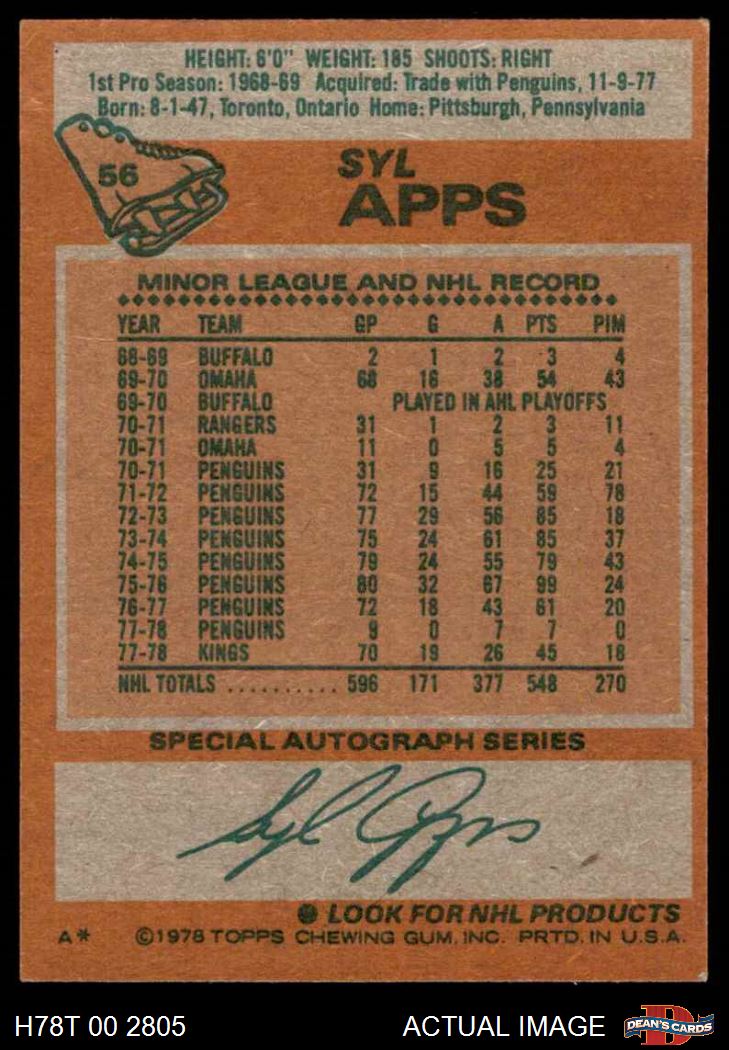 HEIGHT: 6'0" WEIGHT: 185 SHOOTS: RIGHT
1st Pro Season: 1968-69 Acquired: Trade with Penguins, 11-9-77
Born: 8-1-47, Toronto, Ontario Home: Pittsburgh, Pennsylvania
56
SYL
APPS
MINOR LEAGUE AND NHL RECORD
YEAR TEAM GP G A PTS PIM
68-69 BUFFALO 2 1 2 3 4
69-70 OMAHA 68 16 38 54 43
69-70 BUFFALO PLAYED IN AHL PLAYOFFS
70-71 RANGERS 31 1 2 3 11
70-71 OMAHA 11 0 5 5 4
70-71 PENGUINS 31 9 16 25 21
71-72 PENGUINS 72 15 44 59 78
72-73 PENGUINS 77 29 56 85 18
73-74 PENGUINS 75 24 61 85 37
74-75 PENGUINS 79 24 55 79 43
75-76 PENGUINS 80 32 67 99 24
76-77 PENGUINS 72 18 43 61 20
77-78 PENGUINS 9 0 7 7 0
77-78 KINGS 70 19 26 45 18
NHL TOTALS .......... 596 171 377 548 270
SPECIAL AUTOGRAPH SERIES
Syl Apps
LOOK FOR NHL PRODUCTS
A* ©1978 TOPPS CHEWING GUM, INC. PRTD. IN U.S.A.
H78T 00 2805 ACTUAL IMAGE D DEAN'S CARDS